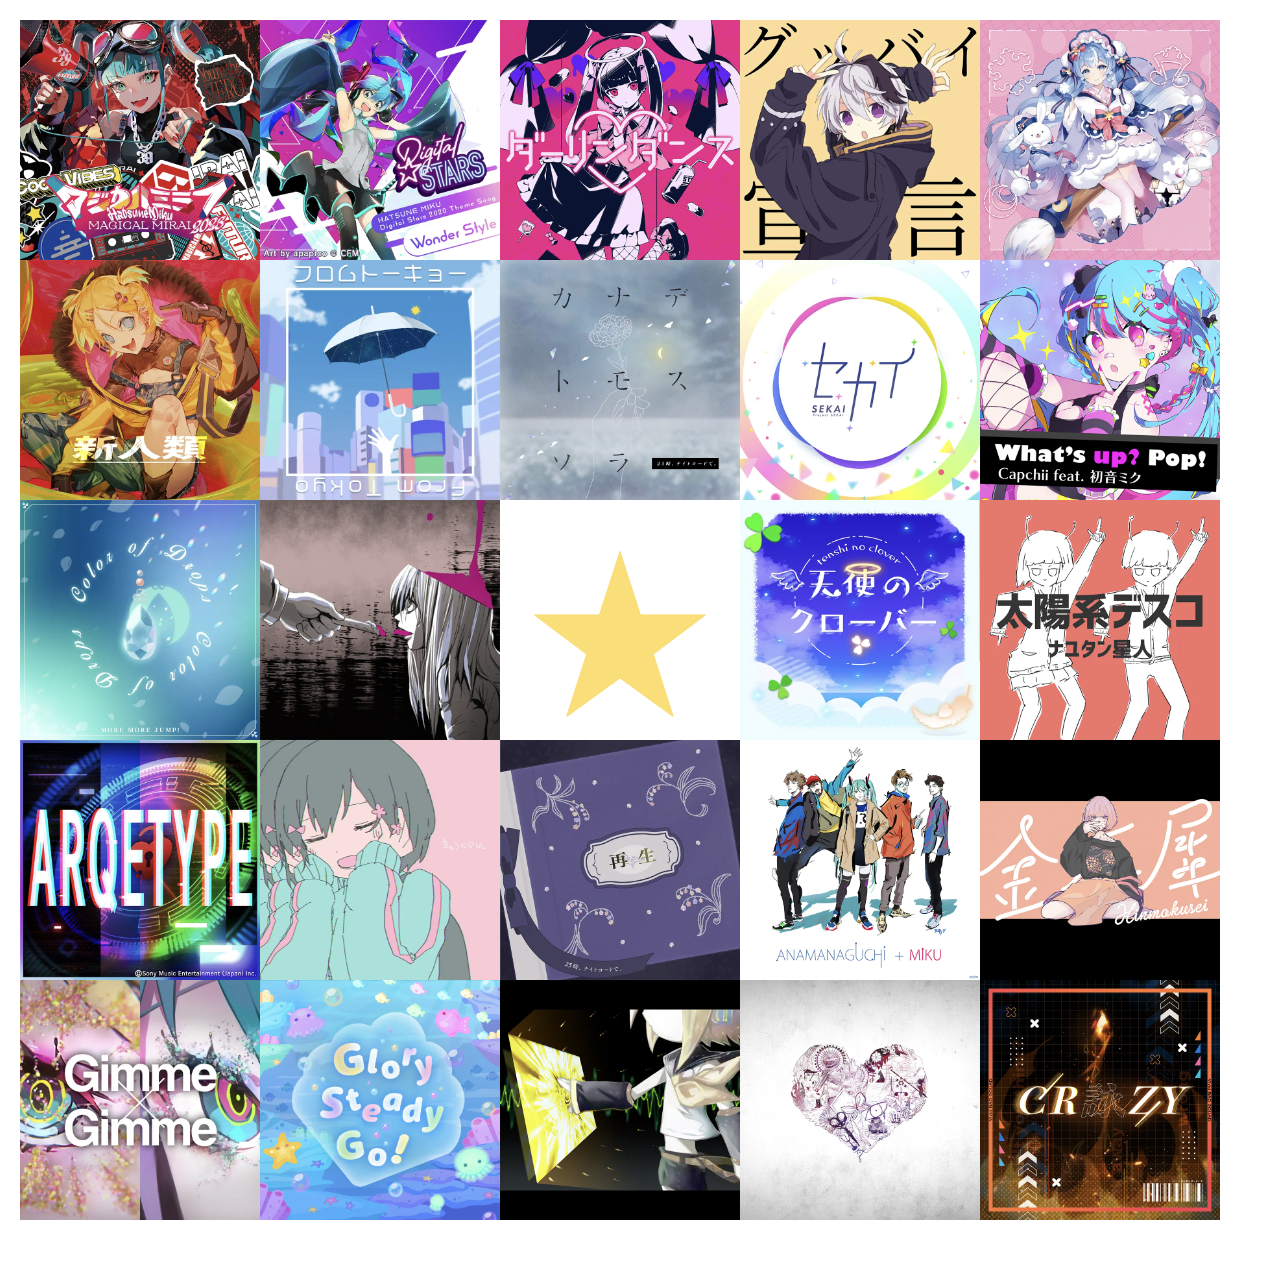 VIBES
マジカルミライ
HatsuneMiku
MAGICAL MIRAI 2023
Digital
STARS
HATSUNE MIKU
Digital Stars 2020 Theme Song
Wonder Style
Art by apapico © CFM
ダーリンダンス
グッバイ
宣言
新人類
フロムトーキョー
From Tokyo
カナデ
トモス
ソラ
25時、ナイトコードで。
セカイ
SEKAI
Project SEKAI
What's up? Pop!
Capchii feat. 初音ミク
Color of Drops
Color of Drops
MORE MORE JUMP!
tenshi no clover
天使の
クローバー
太陽系デスコ
ナユタン星人
ARQETYPE
©Sony Music Entertainment (Japan) Inc.
再生
25時、ナイトコードで。
ANAMANAGUCHI + MIKU
金木犀
Kinmokusei
Gimme
×
Gimme
Glory
Steady
Go!
CR詠ZY